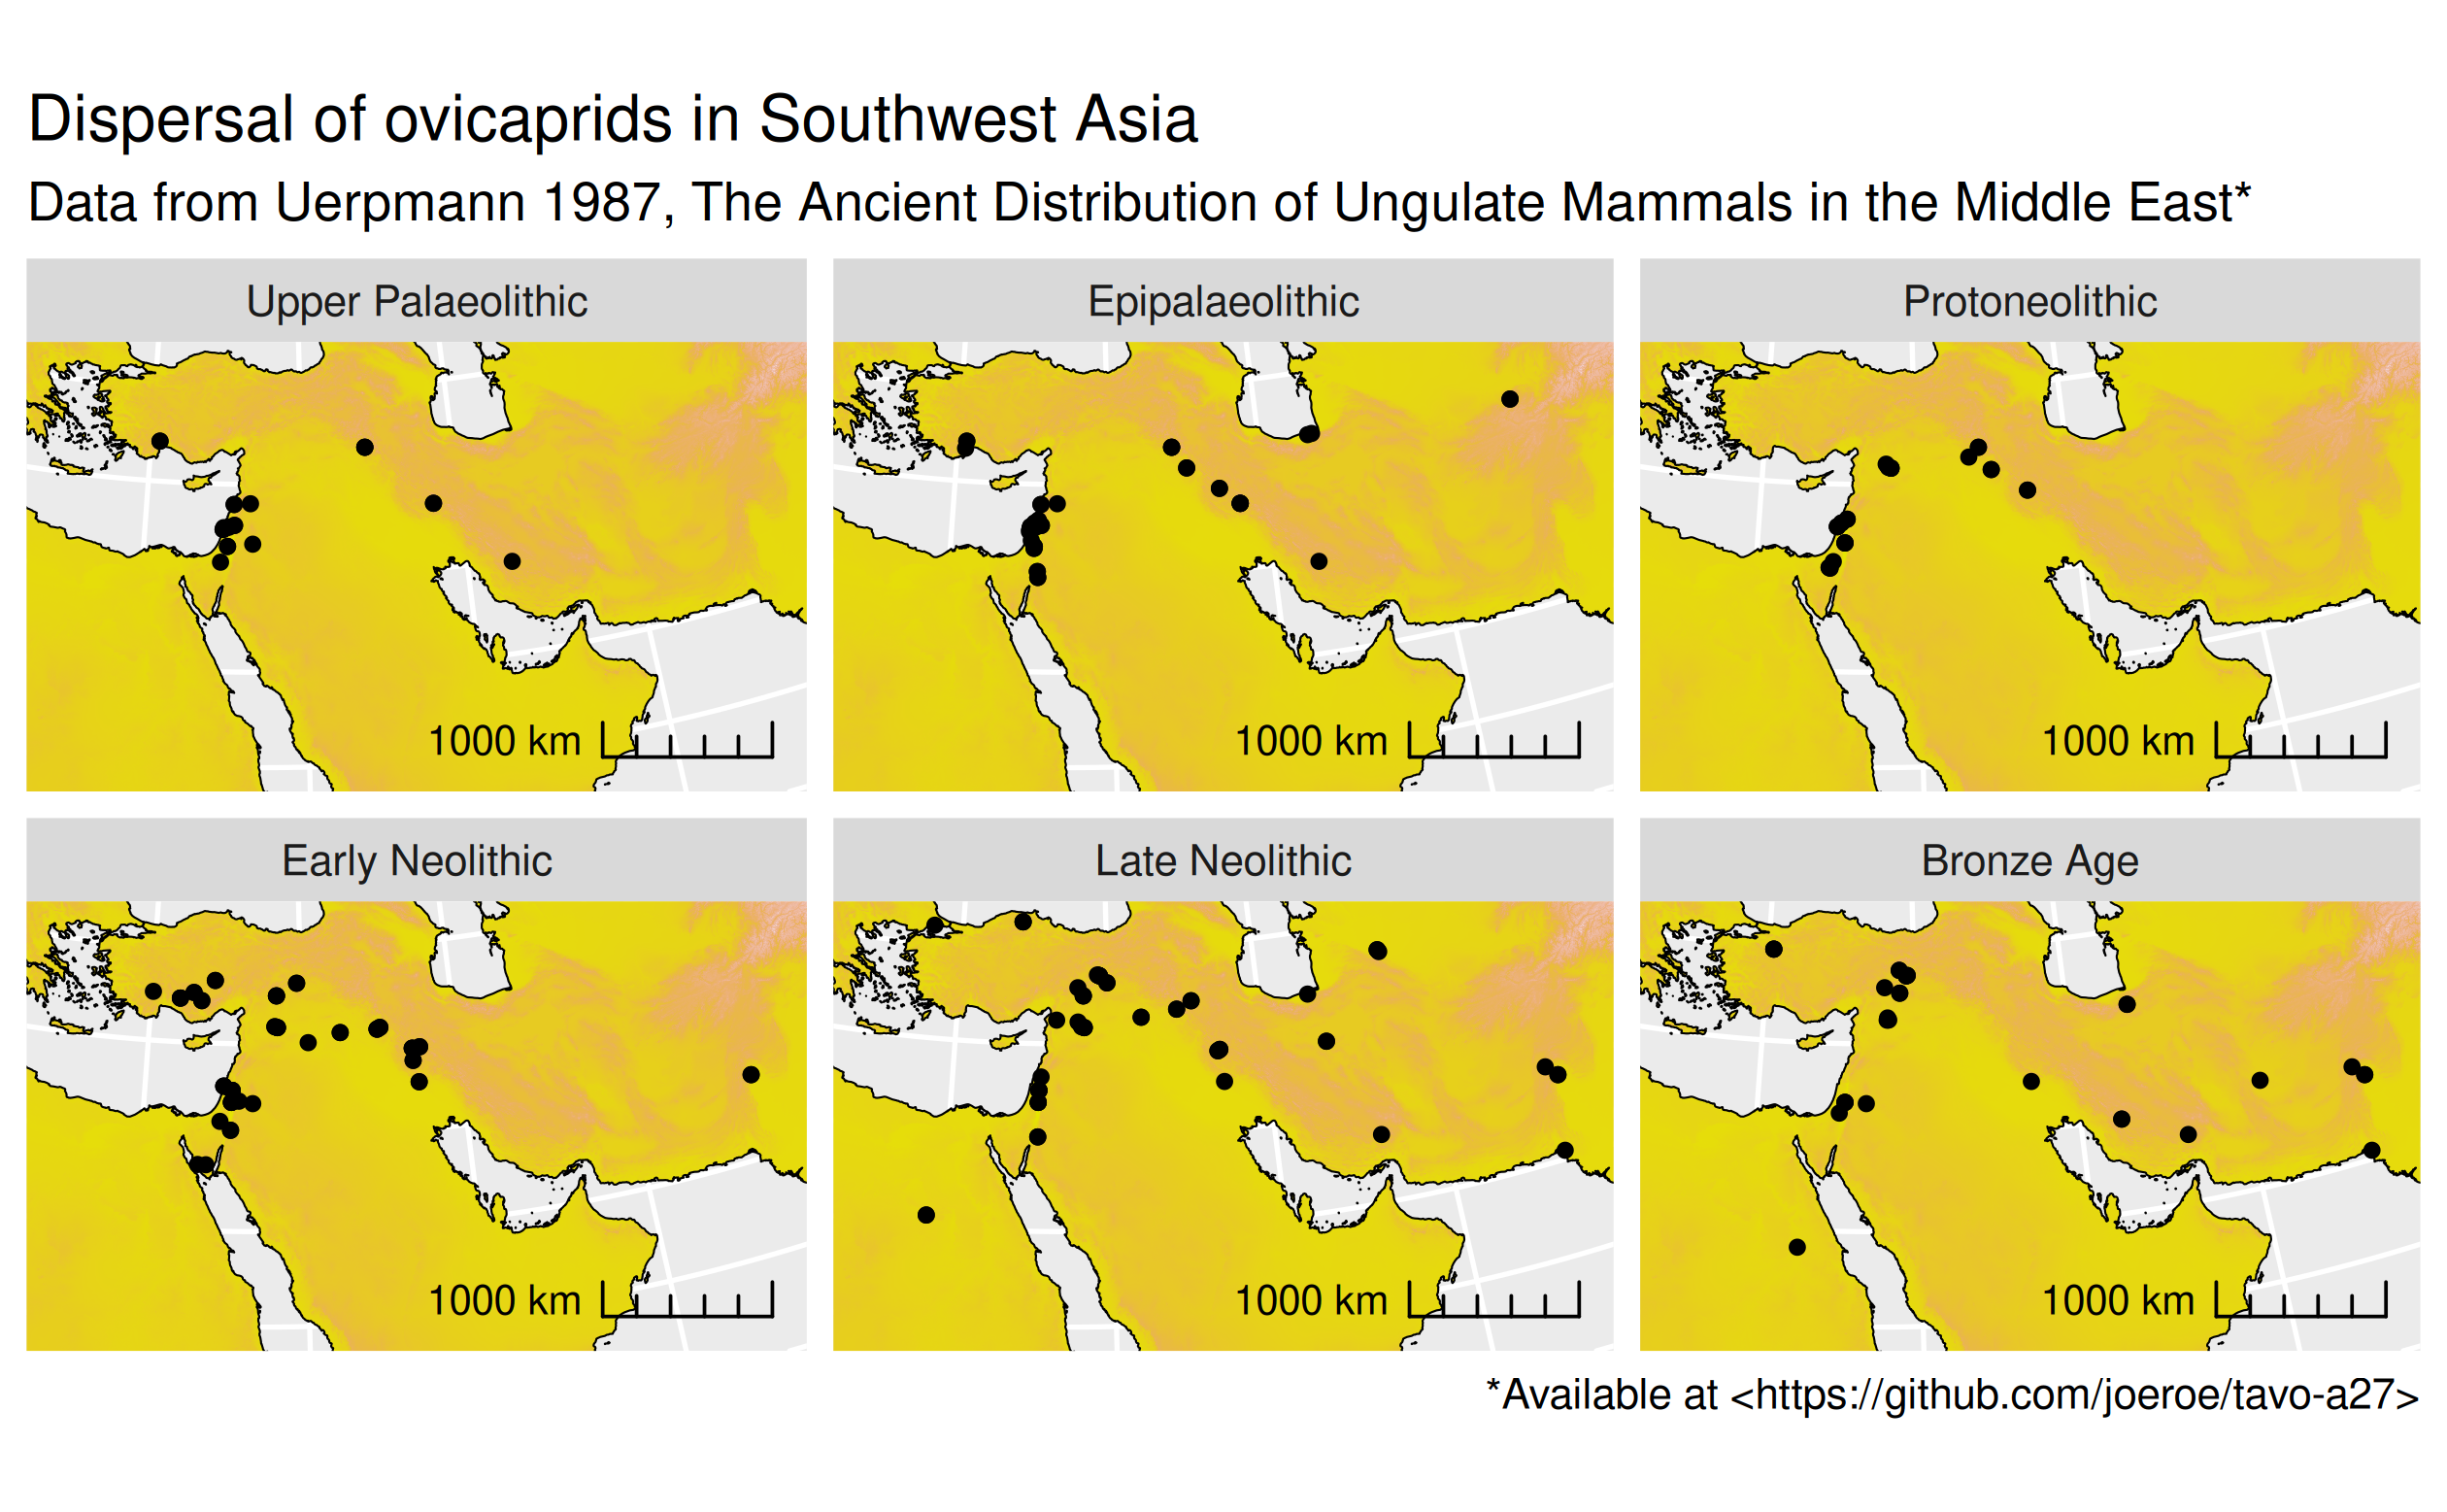 Dispersal of ovicaprids in Southwest Asia
Data from Uerpmann 1987, The Ancient Distribution of Ungulate Mammals in the Middle East*
Upper Palaeolithic
Epipalaeolithic
Protoneolithic
1000 km
1000 km
1000 km
Early Neolithic
Late Neolithic
Bronze Age
1000 km
1000 km
1000 km
*Available at <https://github.com/joeroe/tavo-a27>